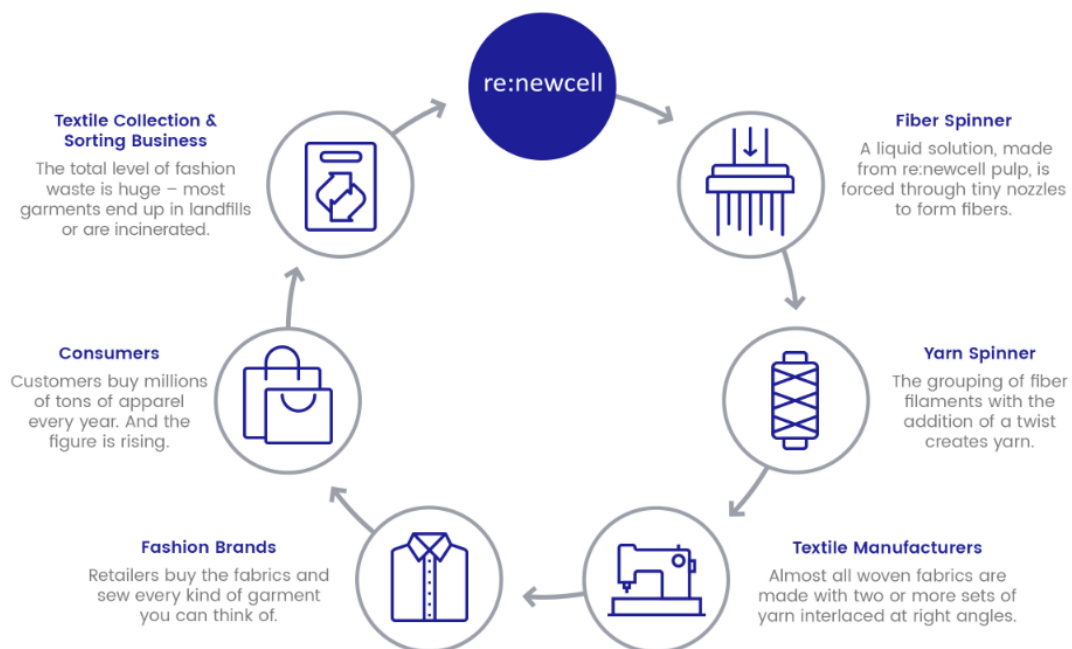 re:newcell
Fiber Spinner
A liquid solution, made
from re:newcell pulp, is
forced through tiny nozzles
to form fibers.
Yarn Spinner
The grouping of fiber
filaments with the
addition of a twist
creates yarn.
Textile Manufacturers
Almost all woven fabrics are
made with two or more sets of
yarn interlaced at right angles.
Fashion Brands
Retailers buy the fabrics and
sew every kind of garment
you can think of.
Consumers
Customers buy millions
of tons of apparel
every year. And the
figure is rising.
Textile Collection &
Sorting Business
The total level of fashion
waste is huge – most
garments end up in landfills
or are incinerated.